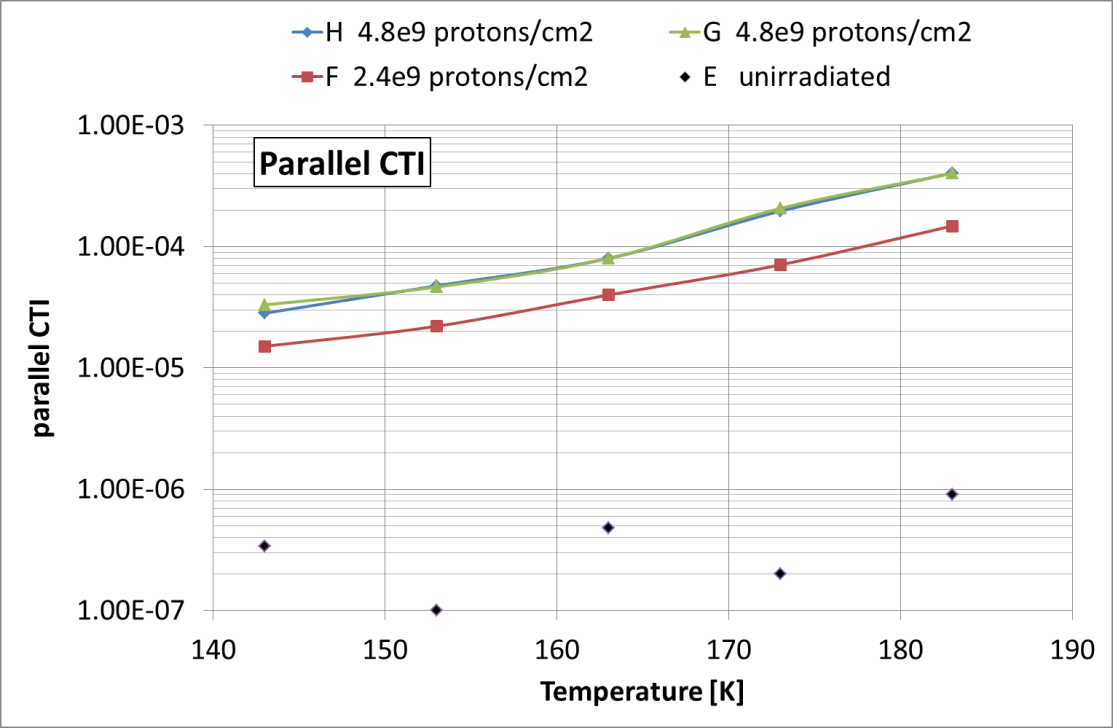 H 4.8e9 protons/cm2
G 4.8e9 protons/cm2
F 2.4e9 protons/cm2
E unirradiated
Parallel CTI
1.00E-03
1.00E-04
1.00E-05
1.00E-06
1.00E-07
parallel CTI
140 150 160 170 180 190
Temperature [K]